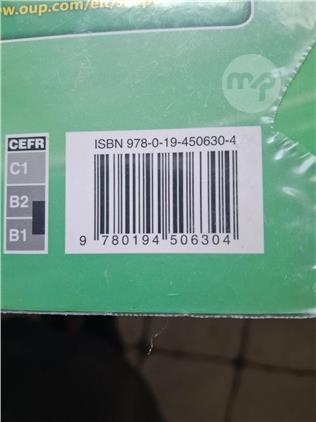 www.oup.com/elt/
ISBN 978-0-19-450630-4
CEFR
C1
B2
B1
9 780194 506304